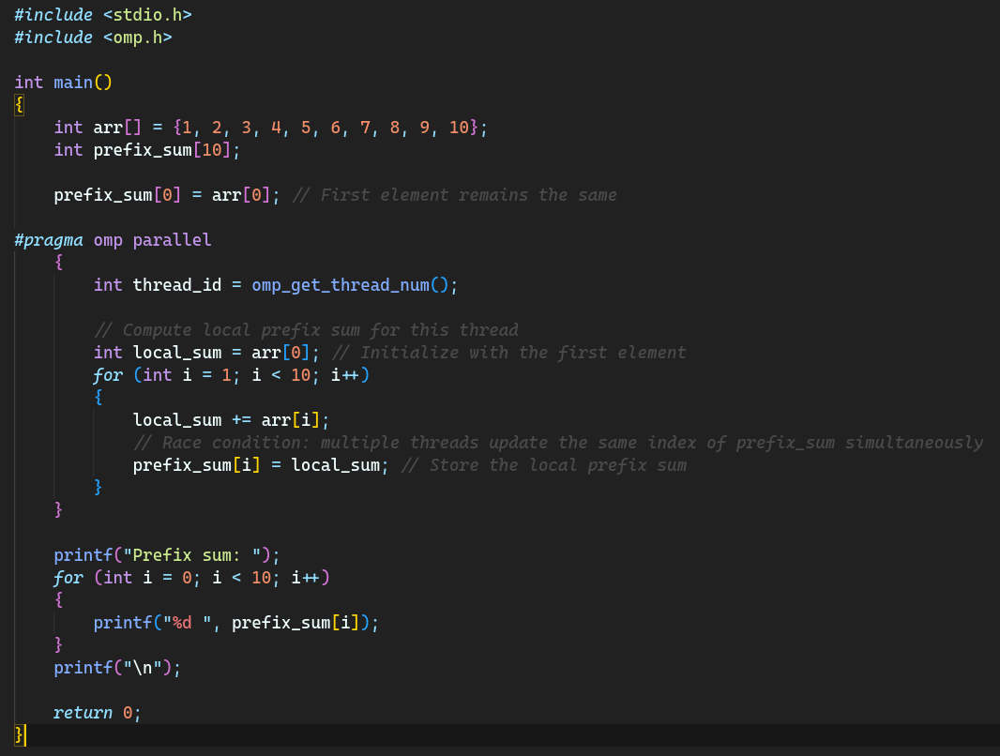 #include <stdio.h>
#include <omp.h>

int main()
{
    int arr[] = {1, 2, 3, 4, 5, 6, 7, 8, 9, 10};
    int prefix_sum[10];

    prefix_sum[0] = arr[0]; // First element remains the same

#pragma omp parallel
    {
        int thread_id = omp_get_thread_num();

        // Compute local prefix sum for this thread
        int local_sum = arr[0]; // Initialize with the first element
        for (int i = 1; i < 10; i++)
        {
            local_sum += arr[i];
            // Race condition: multiple threads update the same index of prefix_sum simultaneously
            prefix_sum[i] = local_sum; // Store the local prefix sum
        }
    }

    printf("Prefix sum: ");
    for (int i = 0; i < 10; i++)
    {
        printf("%d ", prefix_sum[i]);
    }
    printf("\n");

    return 0;
}